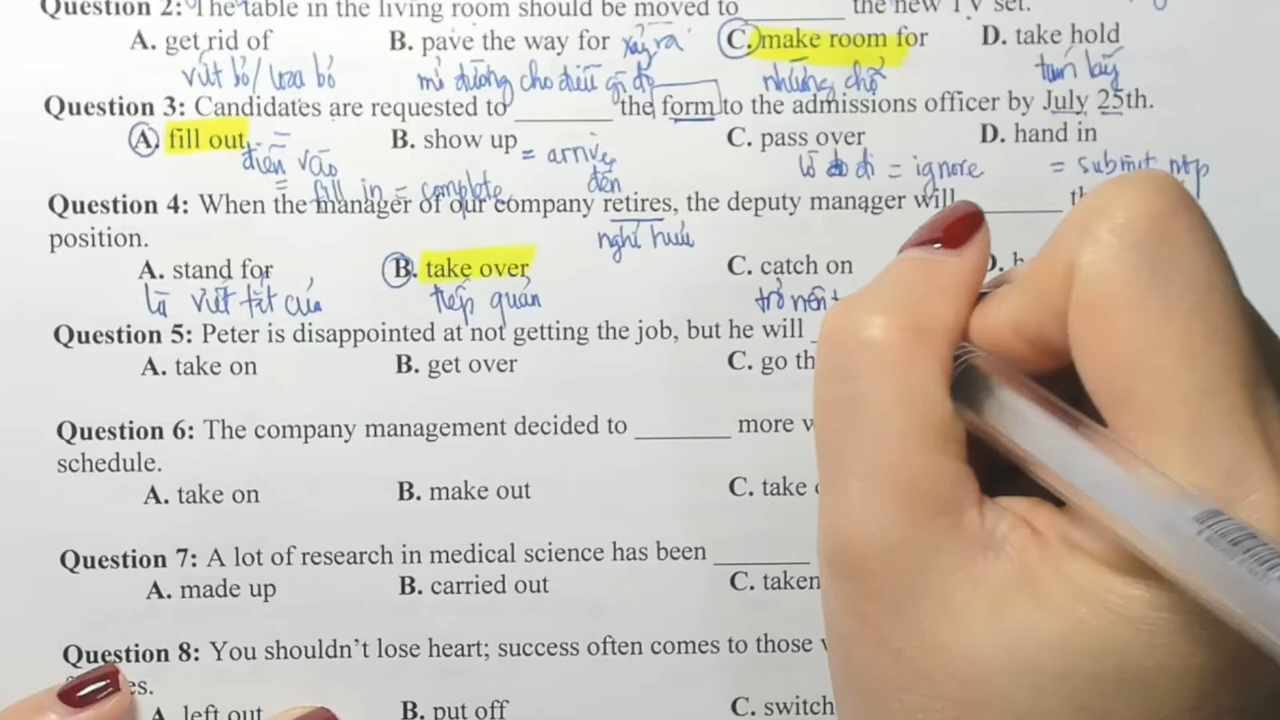 Question 2: The table in the living room should be moved to ________ the new TV set.
A. get rid of B. pave the way for xảy ra C. make room for D. take hold
vứt bỏ/ loại bỏ mở đường cho điều gì đó nhường chỗ
Question 3: Candidates are requested to ________ the form to the admissions officer by July 25th.
A. fill out B. show up C. pass over D. hand in
điền vào = arrive = ignore = submit nộp
= fill in = complete đến
Question 4: When the manager of our company retires, the deputy manager will ________
position. nghỉ hưu
A. stand for B. take over C. catch on
là viết tắt của tiếp quản trở nên
Question 5: Peter is disappointed at not getting the job, but he will
A. take on B. get over C. go th
Question 6: The company management decided to ________ more
schedule.
A. take on B. make out C. take
Question 7: A lot of research in medical science has been ________
A. made up B. carried out C. taken
Question 8: You shouldn't lose heart; success often comes to those
es.
A. left out B. put off C. switch